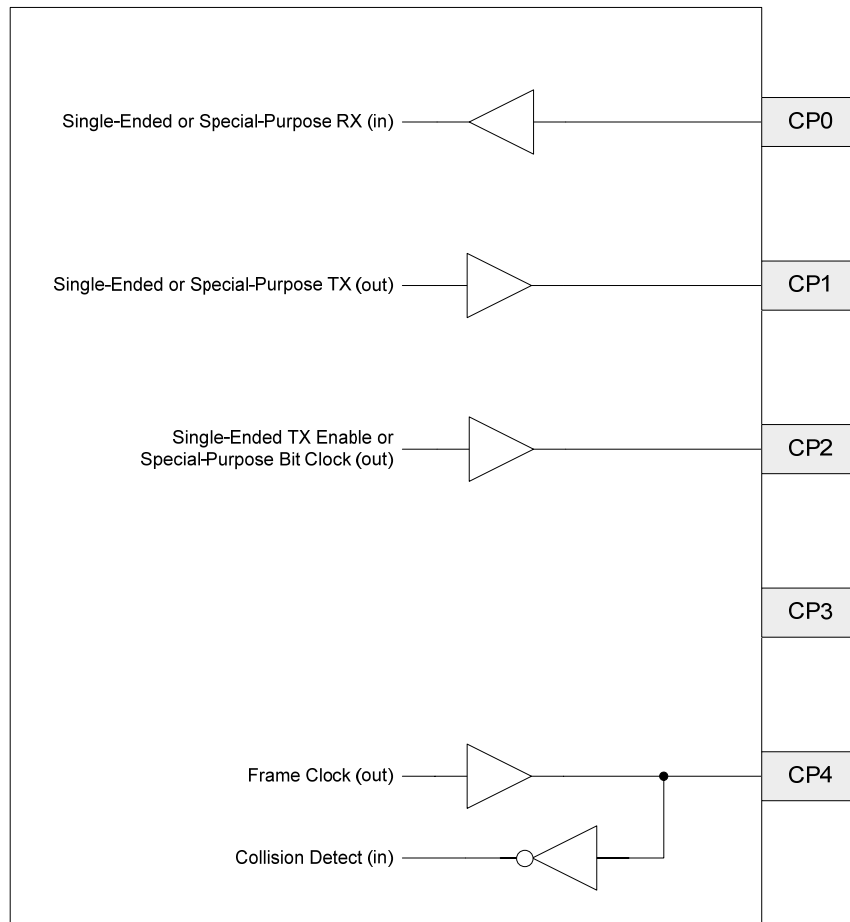 Single-Ended or Special-Purpose RX (in)
CP0
Single-Ended or Special-Purpose TX (out)
CP1
Single-Ended TX Enable or
Special-Purpose Bit Clock (out)
CP2
CP3
Frame Clock (out)
CP4
Collision Detect (in)